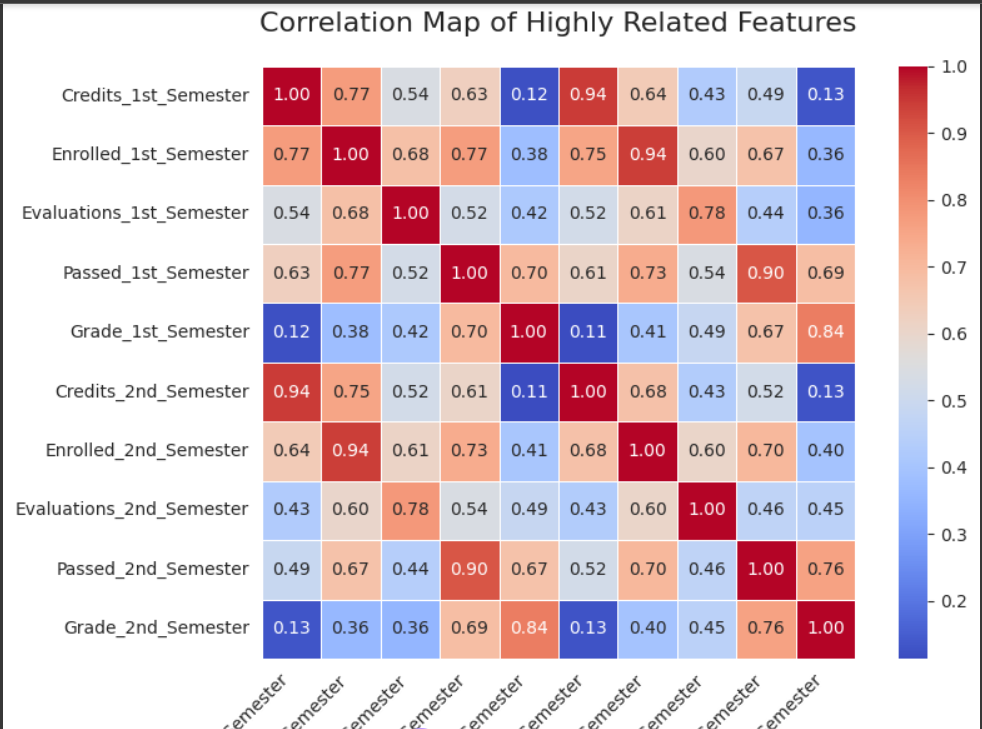 Correlation Map of Highly Related Features
Credits_1st_Semester 1.00 0.77 0.54 0.63 0.12 0.94 0.64 0.43 0.49 0.13
Enrolled_1st_Semester 0.77 1.00 0.68 0.77 0.38 0.75 0.94 0.60 0.67 0.36
Evaluations_1st_Semester 0.54 0.68 1.00 0.52 0.42 0.52 0.61 0.78 0.44 0.36
Passed_1st_Semester 0.63 0.77 0.52 1.00 0.70 0.61 0.73 0.54 0.90 0.69
Grade_1st_Semester 0.12 0.38 0.42 0.70 1.00 0.11 0.41 0.49 0.67 0.84
Credits_2nd_Semester 0.94 0.75 0.52 0.61 0.11 1.00 0.68 0.43 0.52 0.13
Enrolled_2nd_Semester 0.64 0.94 0.61 0.73 0.41 0.68 1.00 0.60 0.70 0.40
Evaluations_2nd_Semester 0.43 0.60 0.78 0.54 0.49 0.43 0.60 1.00 0.46 0.45
Passed_2nd_Semester 0.49 0.67 0.44 0.90 0.67 0.52 0.70 0.46 1.00 0.76
Grade_2nd_Semester 0.13 0.36 0.36 0.69 0.84 0.13 0.40 0.45 0.76 1.00
Semester
Semester
Semester
Semester
Semester
Semester
Semester
Semester
Semester
Semester
1.0
0.9
0.8
0.7
0.6
0.5
0.4
0.3
0.2